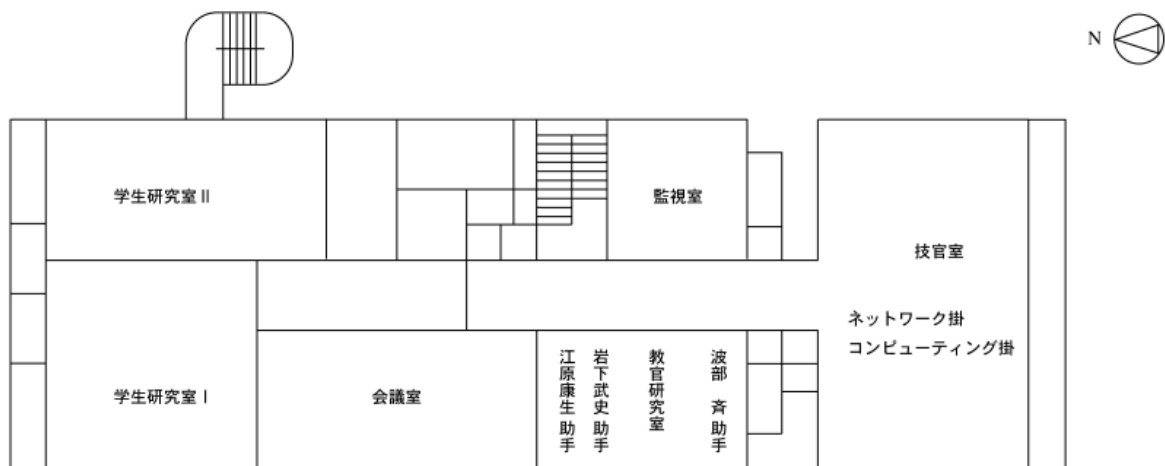 N
学生研究室Ⅱ
監視室
技官室
ネットワーク掛
コンピューティング掛
学生研究室Ⅰ
会議室
江原康生 助手
岩下武史 助手
教官研究室
波部 斉 助手